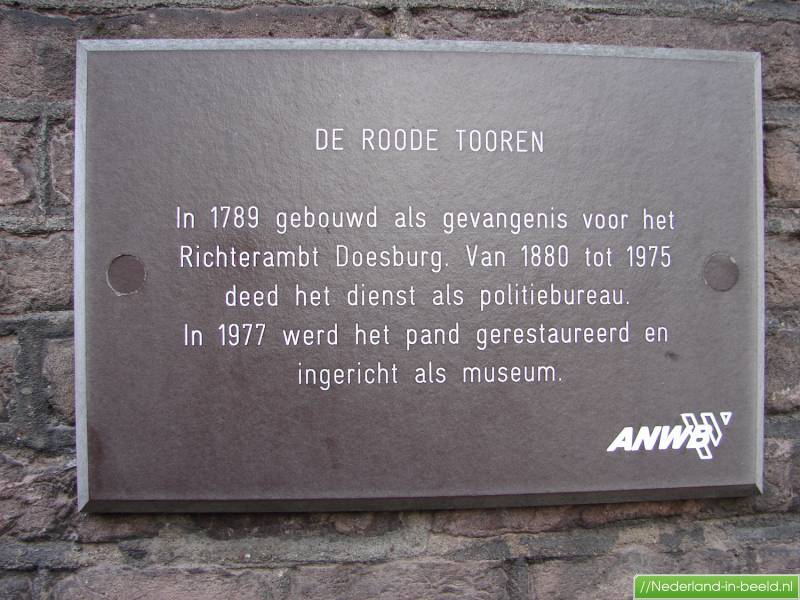 DE ROODE TOOREN
In 1789 gebouwd als gevangenis voor het
Richterambt Doesburg. Van 1880 tot 1975
deed het dienst als politiebureau.
In 1977 werd het pand gerestaureerd en
ingericht als museum.
ANWB
//Nederland-in-beeld.nl